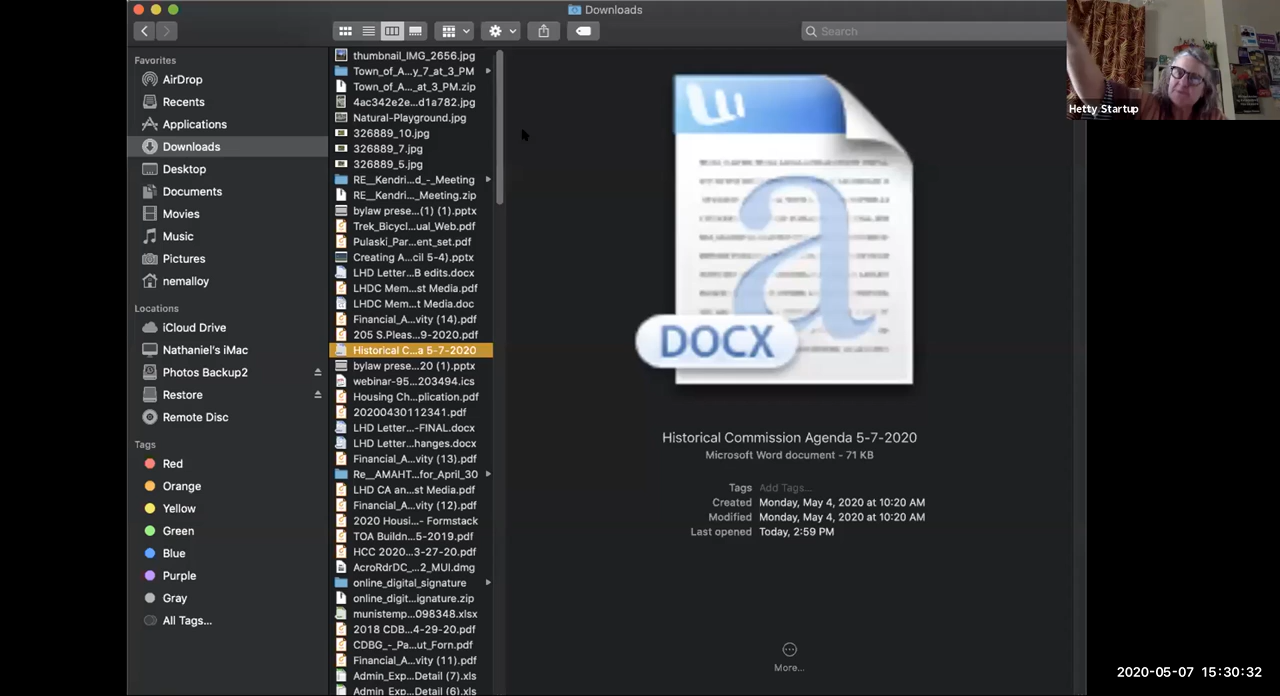 Downloads
Search
Favorites
AirDrop
Recents
Applications
Downloads
Desktop
Documents
Movies
Music
Pictures
nemalloy
Locations
iCloud Drive
Nathaniel's iMac
Photos Backup2
Restore
Remote Disc
Tags
Red
Orange
Yellow
Green
Blue
Purple
Gray
All Tags...
thumbnail_IMG_2656.jpg
Town_of_A...y_7_at_3_PM
Town_of_A..._at_3_PM.zip
4ac342e2e...d1a782.jpg
Natural-Playground.jpg
326889_10.jpg
326889_7.jpg
326889_5.jpg
RE__Kendri...d_-_Meeting
RE__Kendri..._Meeting.zip
bylaw prese...(1) (1).pptx
Trek_Bicycl...ual_Web.pdf
Pulaski_Par...ent_set.pdf
Creating A...cil 5-4).pptx
LHD Letter...B edits.docx
LHDC Mem...st Media.pdf
LHDC Mem...t Media.doc
Financial_A...vity (14).pdf
205 S.Pleas...9-2020.pdf
Historical C...a 5-7-2020
bylaw prese...20 (1).pptx
webinar-95...203494.ics
Housing Ch...plication.pdf
20200430112341.pdf
LHD Letter...-FINAL.docx
LHD Letter...hanges.docx
Financial_A...vity (13).pdf
Re__AMAHT...for_April_30
LHD CA an...st Media.pdf
Financial_A...vity (12).pdf
2020 Housi...- Formstack
TOA Buildn...5-2019.pdf
HCC 2020...3-27-20.pdf
AcroRdrDC_...2_MUI.dmg
online_digital_signature
online_digit...ignature.zip
munistemp...098348.xlsx
2018 CDB...4-29-20.pdf
CDBG_-_Pa...ut_Forn.pdf
Financial_A...vity (11).pdf
Admin_Exp...Detail (7).xls
Admin_Exp...Detail (6).xls
a
DOCX
Historical Commission Agenda 5-7-2020
Microsoft Word document - 71 KB
Tags Add Tags...
Created Monday, May 4, 2020 at 10:20 AM
Modified Monday, May 4, 2020 at 10:20 AM
Last opened Today, 2:59 PM
More...
Hetty Startup
2020-05-07 15:30:32